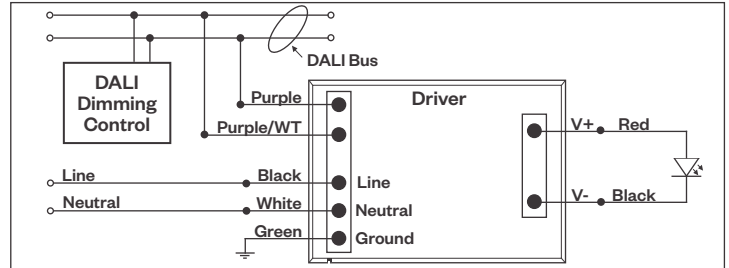 DALI Bus
DALI
Dimming
Control
Driver
Purple
Purple/WT
V+ Red
Line Black Line
V- Black
Neutral White Neutral
Green Ground